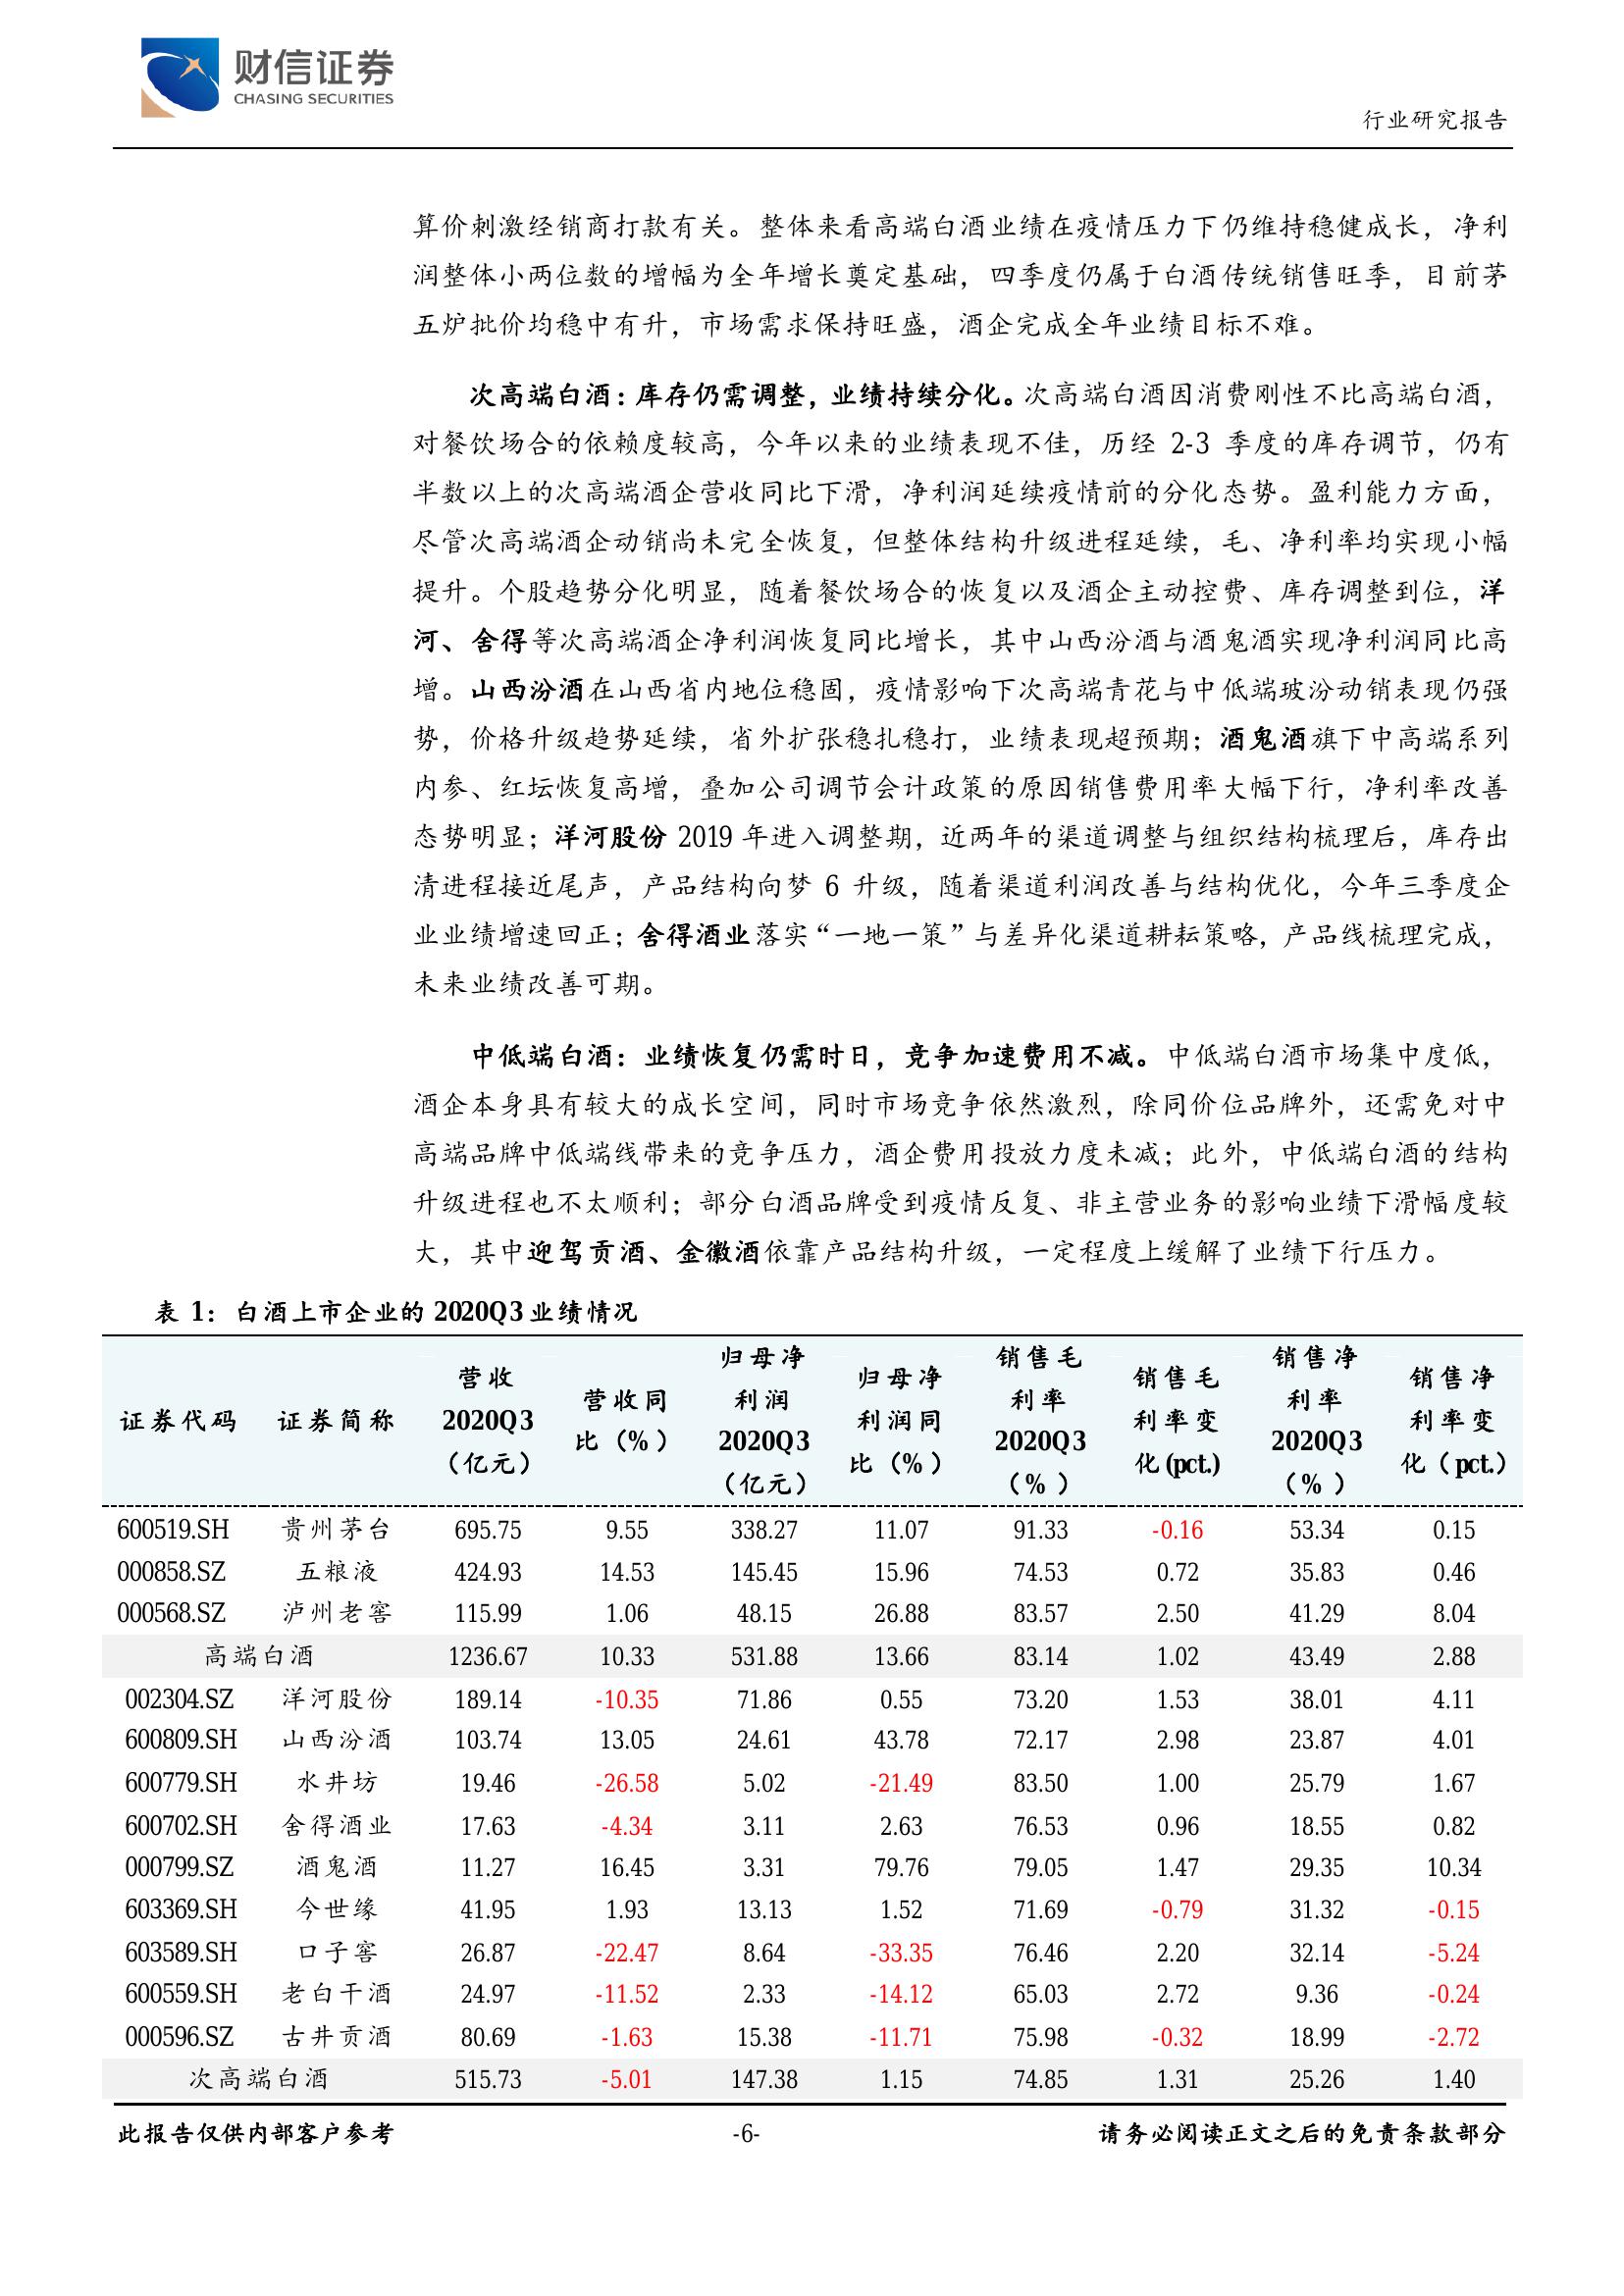 财信证券
CHASING SECURITIES
行业研究报告
算价刺激经销商打款有关。整体来看高端白酒业绩在疫情压力下仍维持稳健成长，净利
润整体小两位数的增幅为全年增长奠定基础，四季度仍属于白酒传统销售旺季，目前茅
五炉批价均稳中有升，市场需求保持旺盛，酒企完成全年业绩目标不难。
次高端白酒：库存仍需调整，业绩持续分化。次高端白酒因消费刚性不比高端白酒，
对餐饮场合的依赖度较高，今年以来的业绩表现不佳，历经 2-3 季度的库存调节，仍有
半数以上的次高端酒企营收同比下滑，净利润延续疫情前的分化态势。盈利能力方面，
尽管次高端酒企动销尚未完全恢复，但整体结构升级进程延续，毛、净利率均实现小幅
提升。个股趋势分化明显，随着餐饮场合的恢复以及酒企主动控费、库存调整到位，洋
河、舍得等次高端酒企净利润恢复同比增长，其中山西汾酒与酒鬼酒实现净利润同比高
增。山西汾酒在山西省内地位稳固，疫情影响下次高端青花与中低端玻汾动销表现仍强
势，价格升级趋势延续，省外扩张稳扎稳打，业绩表现超预期；酒鬼酒旗下中高端系列
内参、红坛恢复高增，叠加公司调节会计政策的原因销售费用率大幅下行，净利率改善
态势明显；洋河股份 2019 年进入调整期，近两年的渠道调整与组织结构梳理后，库存出
清进程接近尾声，产品结构向梦 6 升级，随着渠道利润改善与结构优化，今年三季度企
业业绩增速回正；舍得酒业落实“一地一策”与差异化渠道耕耘策略，产品线梳理完成，
未来业绩改善可期。
中低端白酒：业绩恢复仍需时日，竞争加速费用不减。中低端白酒市场集中度低，
酒企本身具有较大的成长空间，同时市场竞争依然激烈，除同价位品牌外，还需免对中
高端品牌中低端线带来的竞争压力，酒企费用投放力度未减；此外，中低端白酒的结构
升级进程也不太顺利；部分白酒品牌受到疫情反复、非主营业务的影响业绩下滑幅度较
大，其中迎驾贡酒、金徽酒依靠产品结构升级，一定程度上缓解了业绩下行压力。
表 1：白酒上市企业的 2020Q3 业绩情况
证券代码 证券简称 营收 2020Q3（亿元） 营收同比（%） 归母净利润 2020Q3（亿元） 归母净利润同比（%） 销售毛利率 2020Q3（%） 销售毛利率变化(pct.) 销售净利率 2020Q3（%） 销售净利率变化（pct.）
600519.SH 贵州茅台 695.75 9.55 338.27 11.07 91.33 -0.16 53.34 0.15
000858.SZ 五粮液 424.93 14.53 145.45 15.96 74.53 0.72 35.83 0.46
000568.SZ 泸州老窖 115.99 1.06 48.15 26.88 83.57 2.50 41.29 8.04
高端白酒 1236.67 10.33 531.88 13.66 83.14 1.02 43.49 2.88
002304.SZ 洋河股份 189.14 -10.35 71.86 0.55 73.20 1.53 38.01 4.11
600809.SH 山西汾酒 103.74 13.05 24.61 43.78 72.17 2.98 23.87 4.01
600779.SH 水井坊 19.46 -26.58 5.02 -21.49 83.50 1.00 25.79 1.67
600702.SH 舍得酒业 17.63 -4.34 3.11 2.63 76.53 0.96 18.55 0.82
000799.SZ 酒鬼酒 11.27 16.45 3.31 79.76 79.05 1.47 29.35 10.34
603369.SH 今世缘 41.95 1.93 13.13 1.52 71.69 -0.79 31.32 -0.15
603589.SH 口子窖 26.87 -22.47 8.64 -33.35 76.46 2.20 32.14 -5.24
600559.SH 老白干酒 24.97 -11.52 2.33 -14.12 65.03 2.72 9.36 -0.24
000596.SZ 古井贡酒 80.69 -1.63 15.38 -11.71 75.98 -0.32 18.99 -2.72
次高端白酒 515.73 -5.01 147.38 1.15 74.85 1.31 25.26 1.40
此报告仅供内部客户参考 -6- 请务必阅读正文之后的免责条款部分